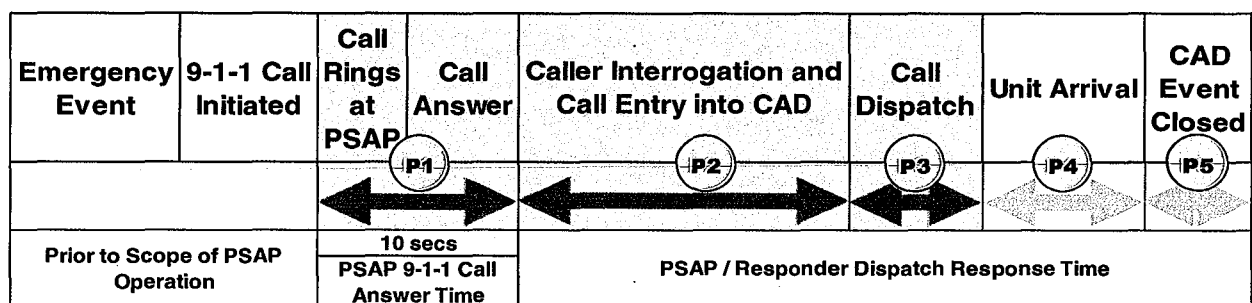 Emergency Event
9-1-1 Call Initiated
Call Rings at PSAP
Call Answer
Caller Interrogation and Call Entry into CAD
Call Dispatch
Unit Arrival
CAD Event Closed
P1
P2
P3
P4
P5
Prior to Scope of PSAP Operation
10 secs
PSAP 9-1-1 Call Answer Time
PSAP / Responder Dispatch Response Time